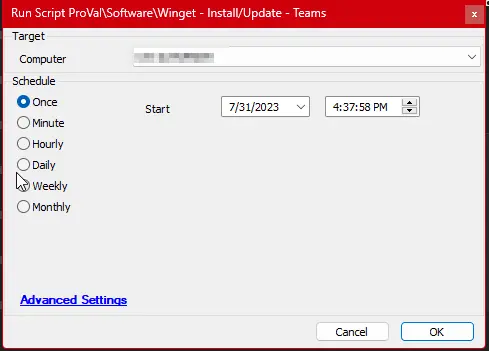 Run Script ProVal\Software\Winget - Install/Update - Teams
x
Target
Computer
Schedule
Once
Start
7/31/2023
4:37:58 PM
Minute
Hourly
Daily
Weekly
Monthly
Advanced Settings
Cancel
OK